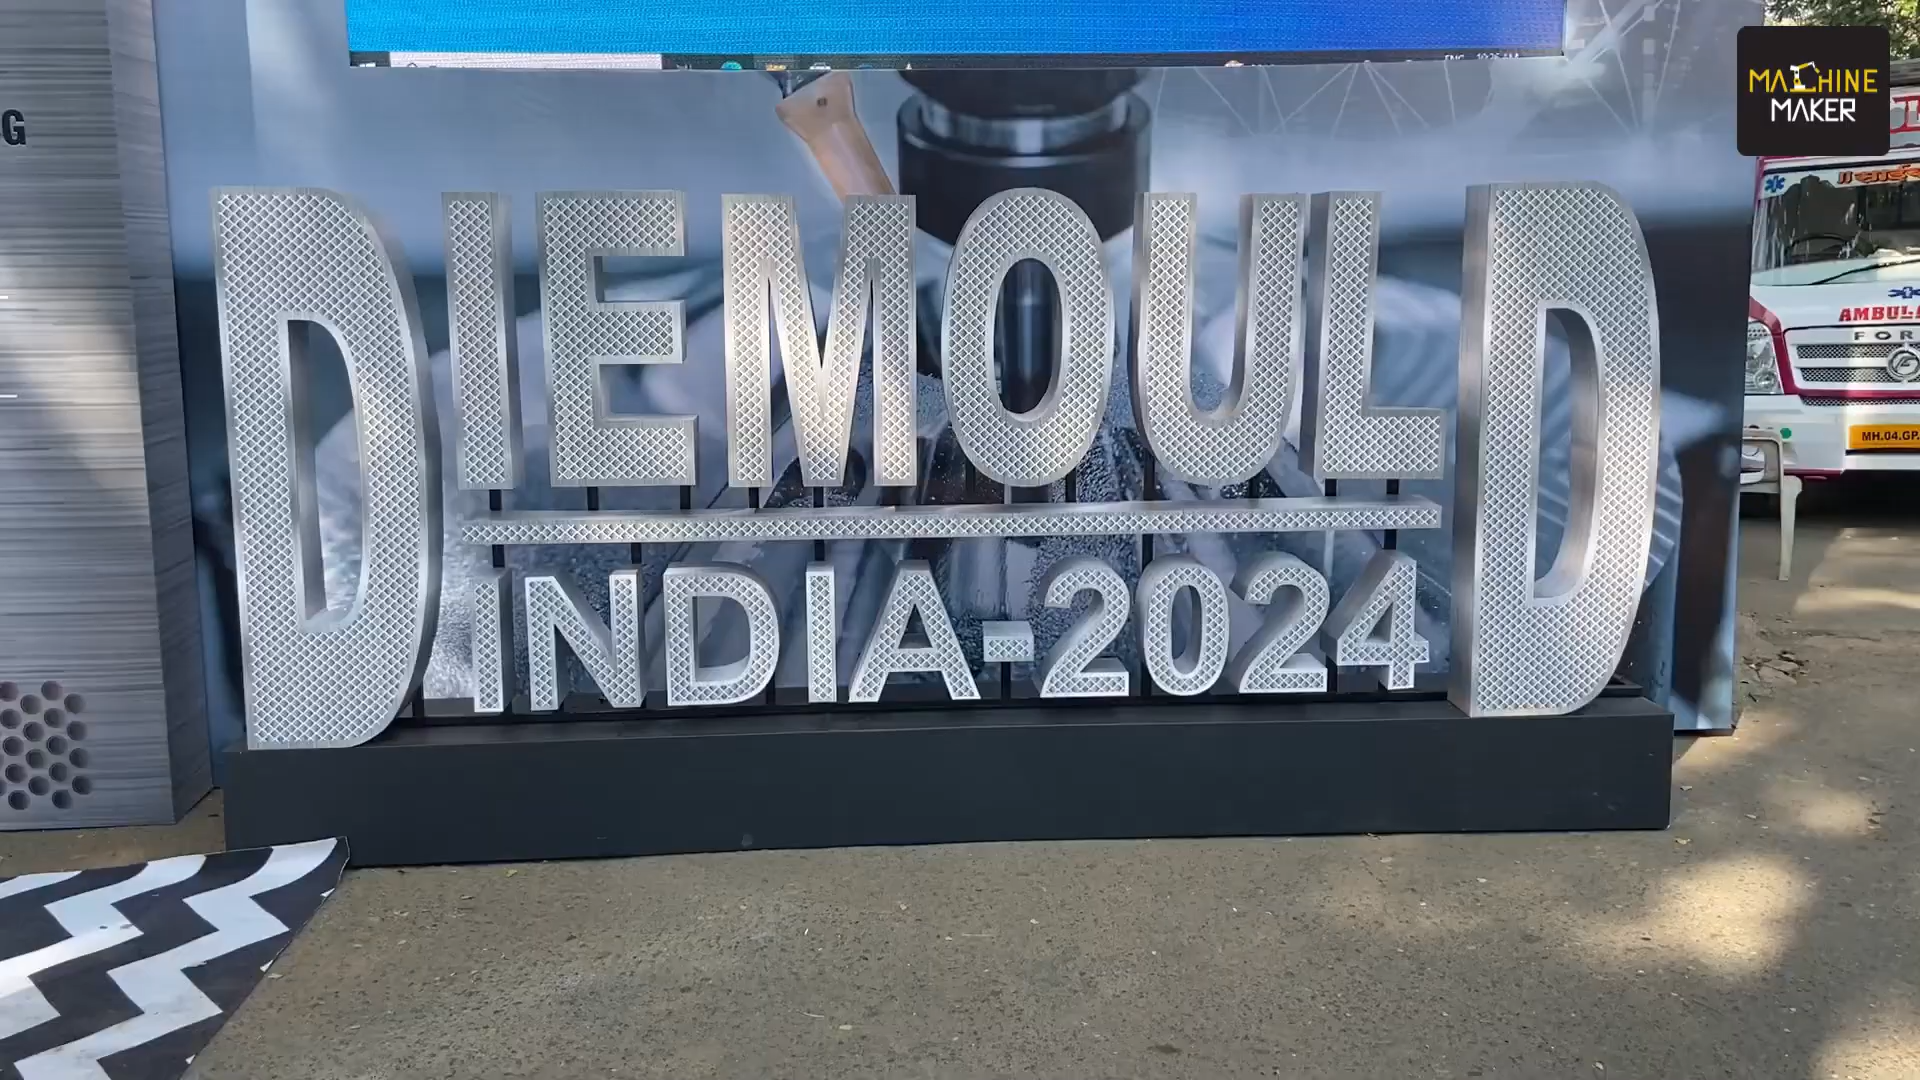 MACHINE
MAKER
G
DIEMOULD
INDIA-2024
AMBUL
FOR
MH.04.GP.